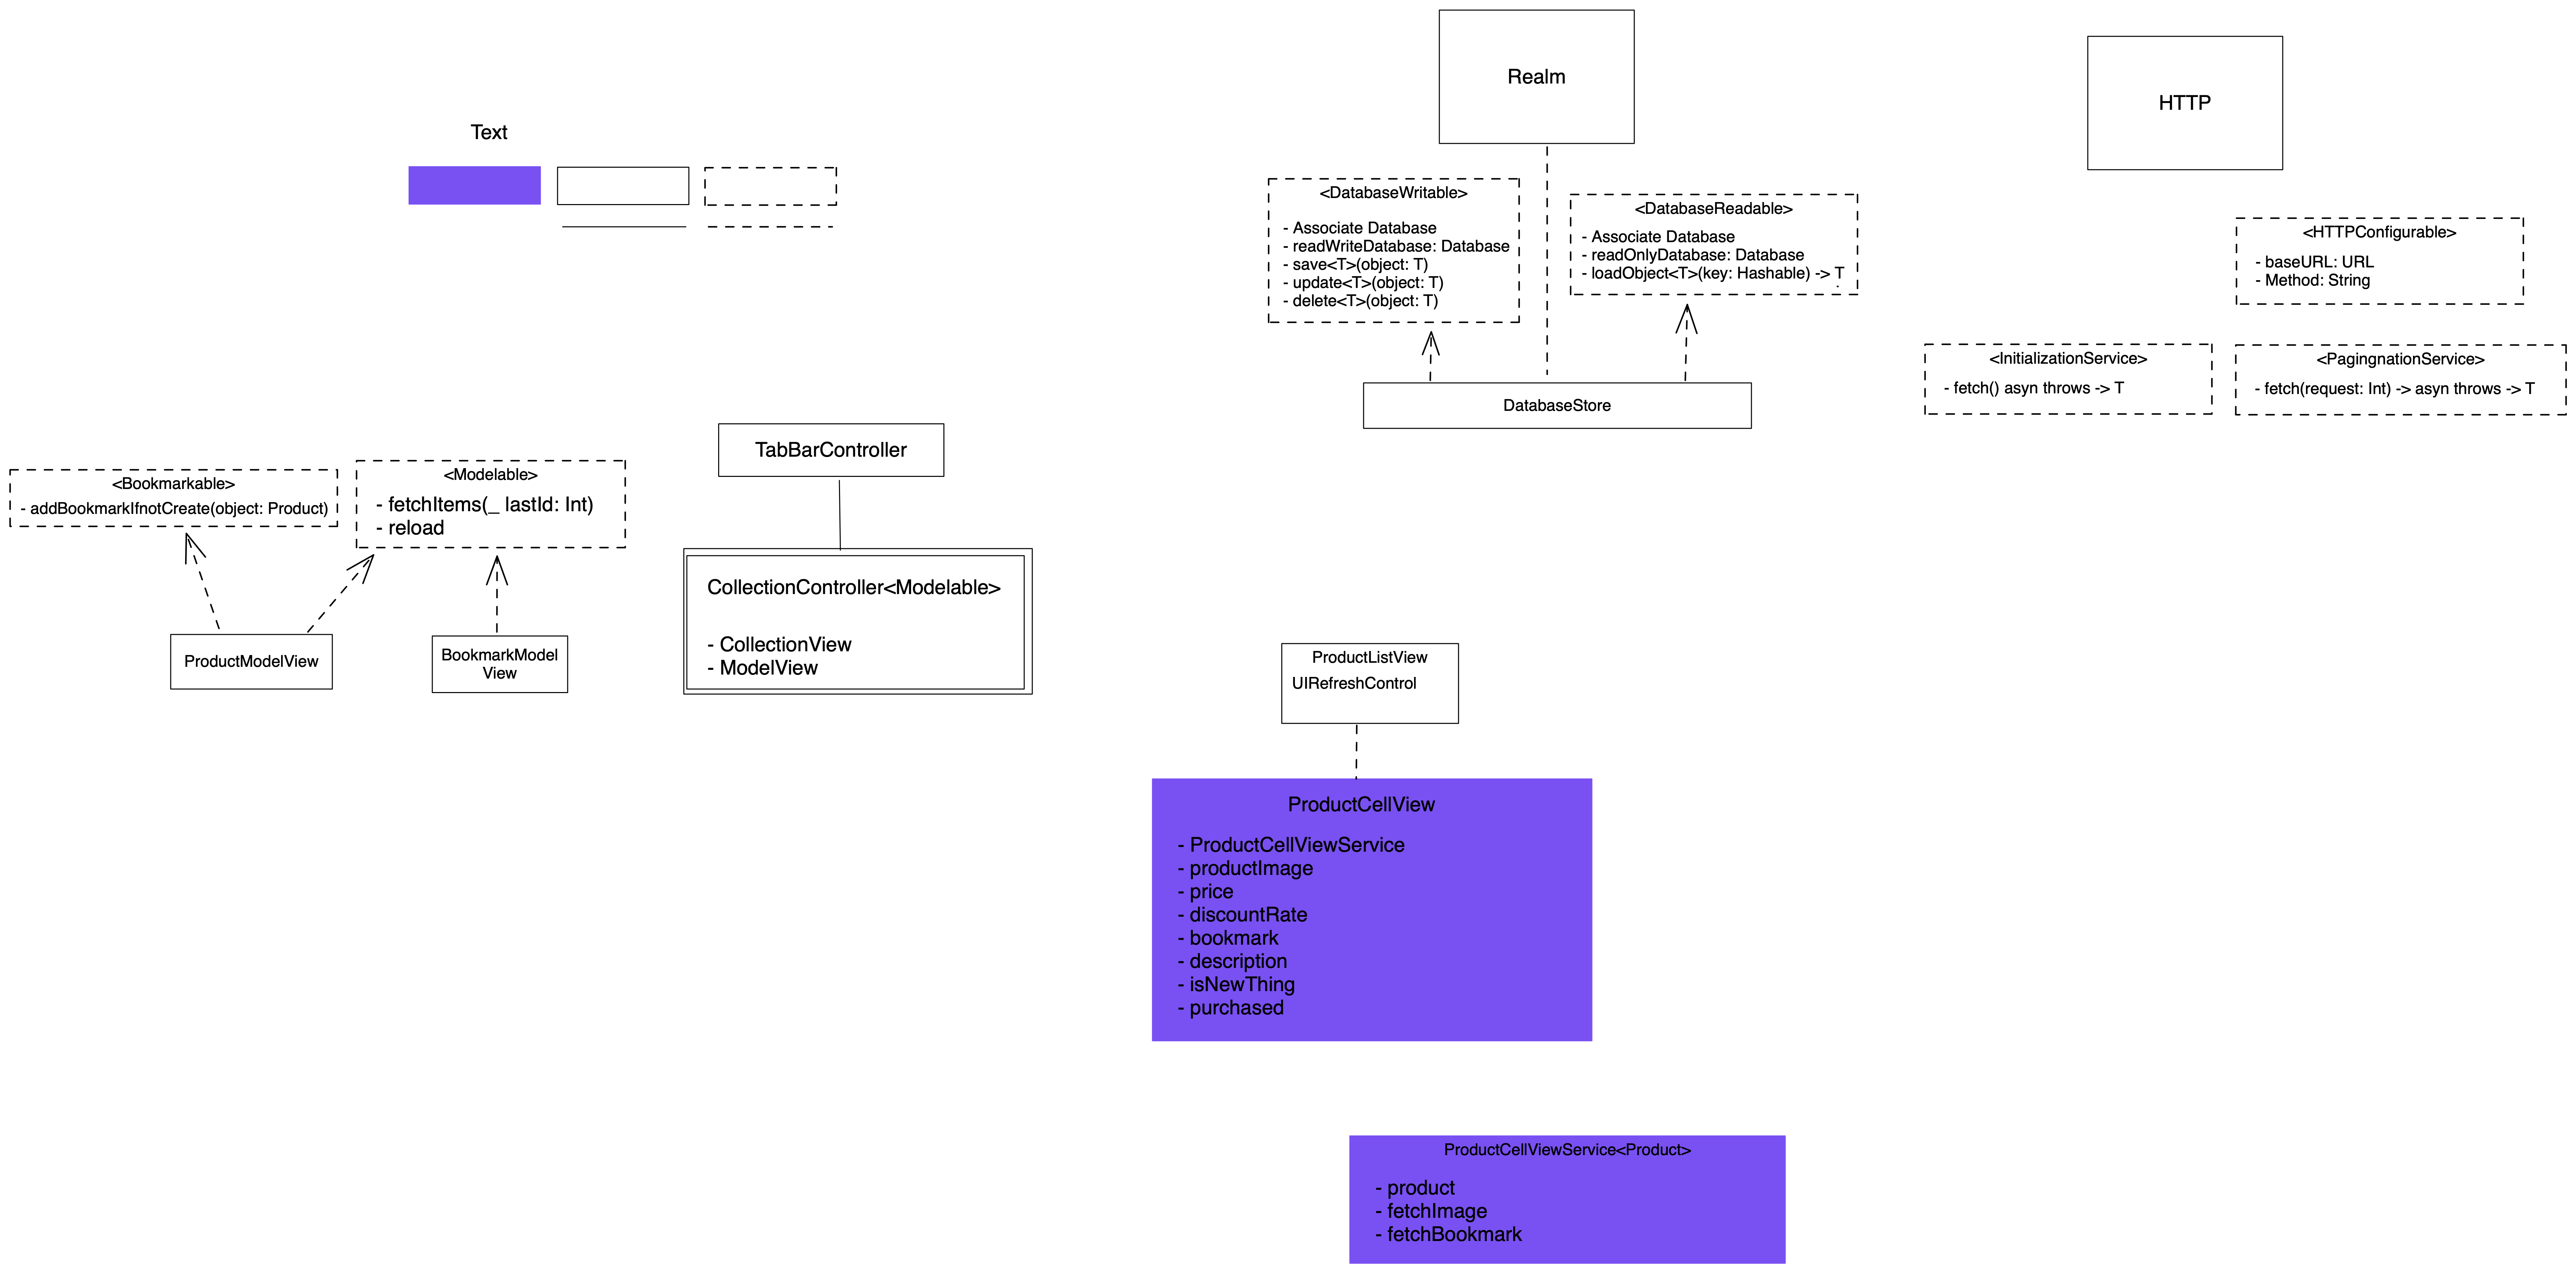 Realm
HTTP
Text
<DatabaseWritable>
- Associate Database
- readWriteDatabase: Database
- save<T>(object: T)
- update<T>(object: T)
- delete<T>(object: T)
<DatabaseReadable>
- Associate Database
- readOnlyDatabase: Database
- loadObject<T>(key: Hashable) -> T
.
<HTTPConfigurable>
- baseURL: URL
- Method: String
<InitializationService>
- fetch() asyn throws -> T
<PagingnationService>
- fetch(request: Int) -> asyn throws -> T
DatabaseStore
TabBarController
<Bookmarkable>
- addBookmarkIfnotCreate(object: Product)
<Modelable>
- fetchItems(_ lastId: Int)
- reload
CollectionController<Modelable>
- CollectionView
- ModelView
ProductModelView
BookmarkModel
View
ProductListView
UIRefreshControl
ProductCellView
- ProductCellViewService
- productImage
- price
- discountRate
- bookmark
- description
- isNewThing
- purchased
ProductCellViewService<Product>
- product
- fetchImage
- fetchBookmark